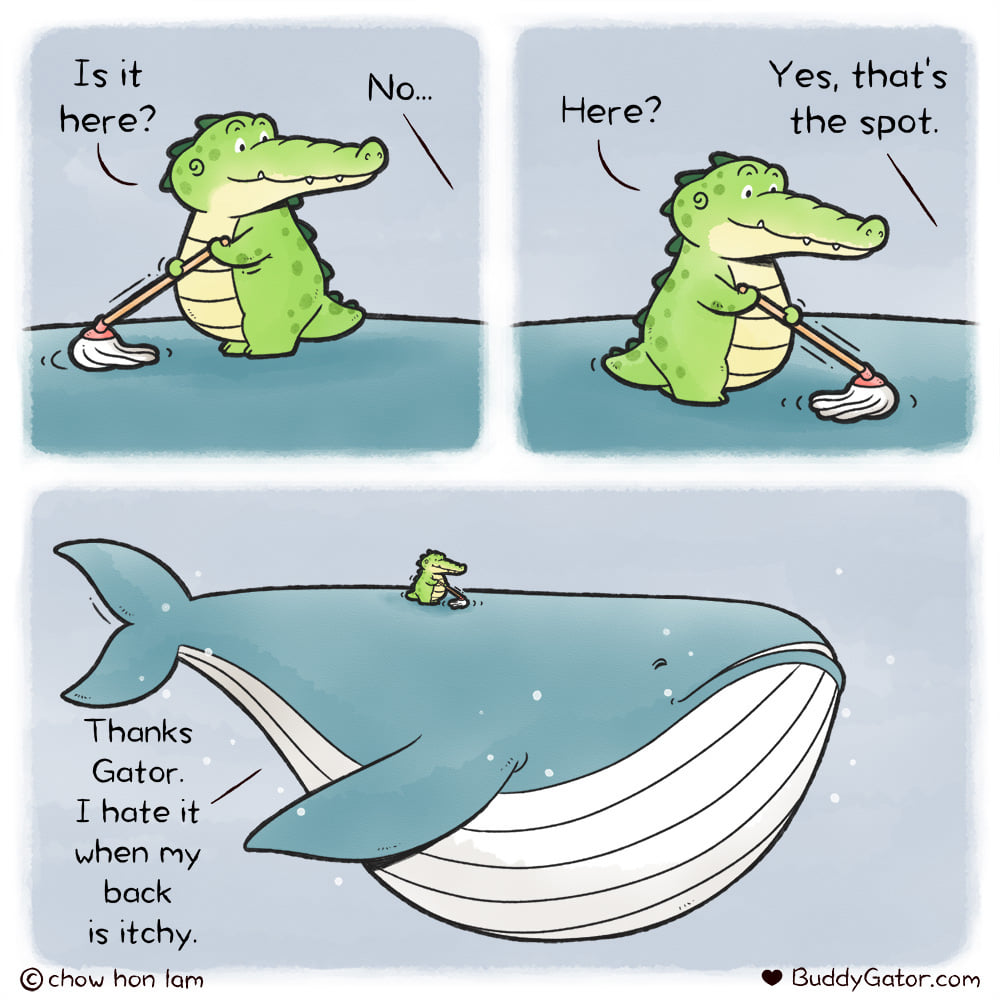 Is it
here?
No...
Here?
Yes, that's
the spot.
Thanks
Gator.
I hate it
when my
back
is itchy.
© chow hon lam
♥ BuddyGator.com